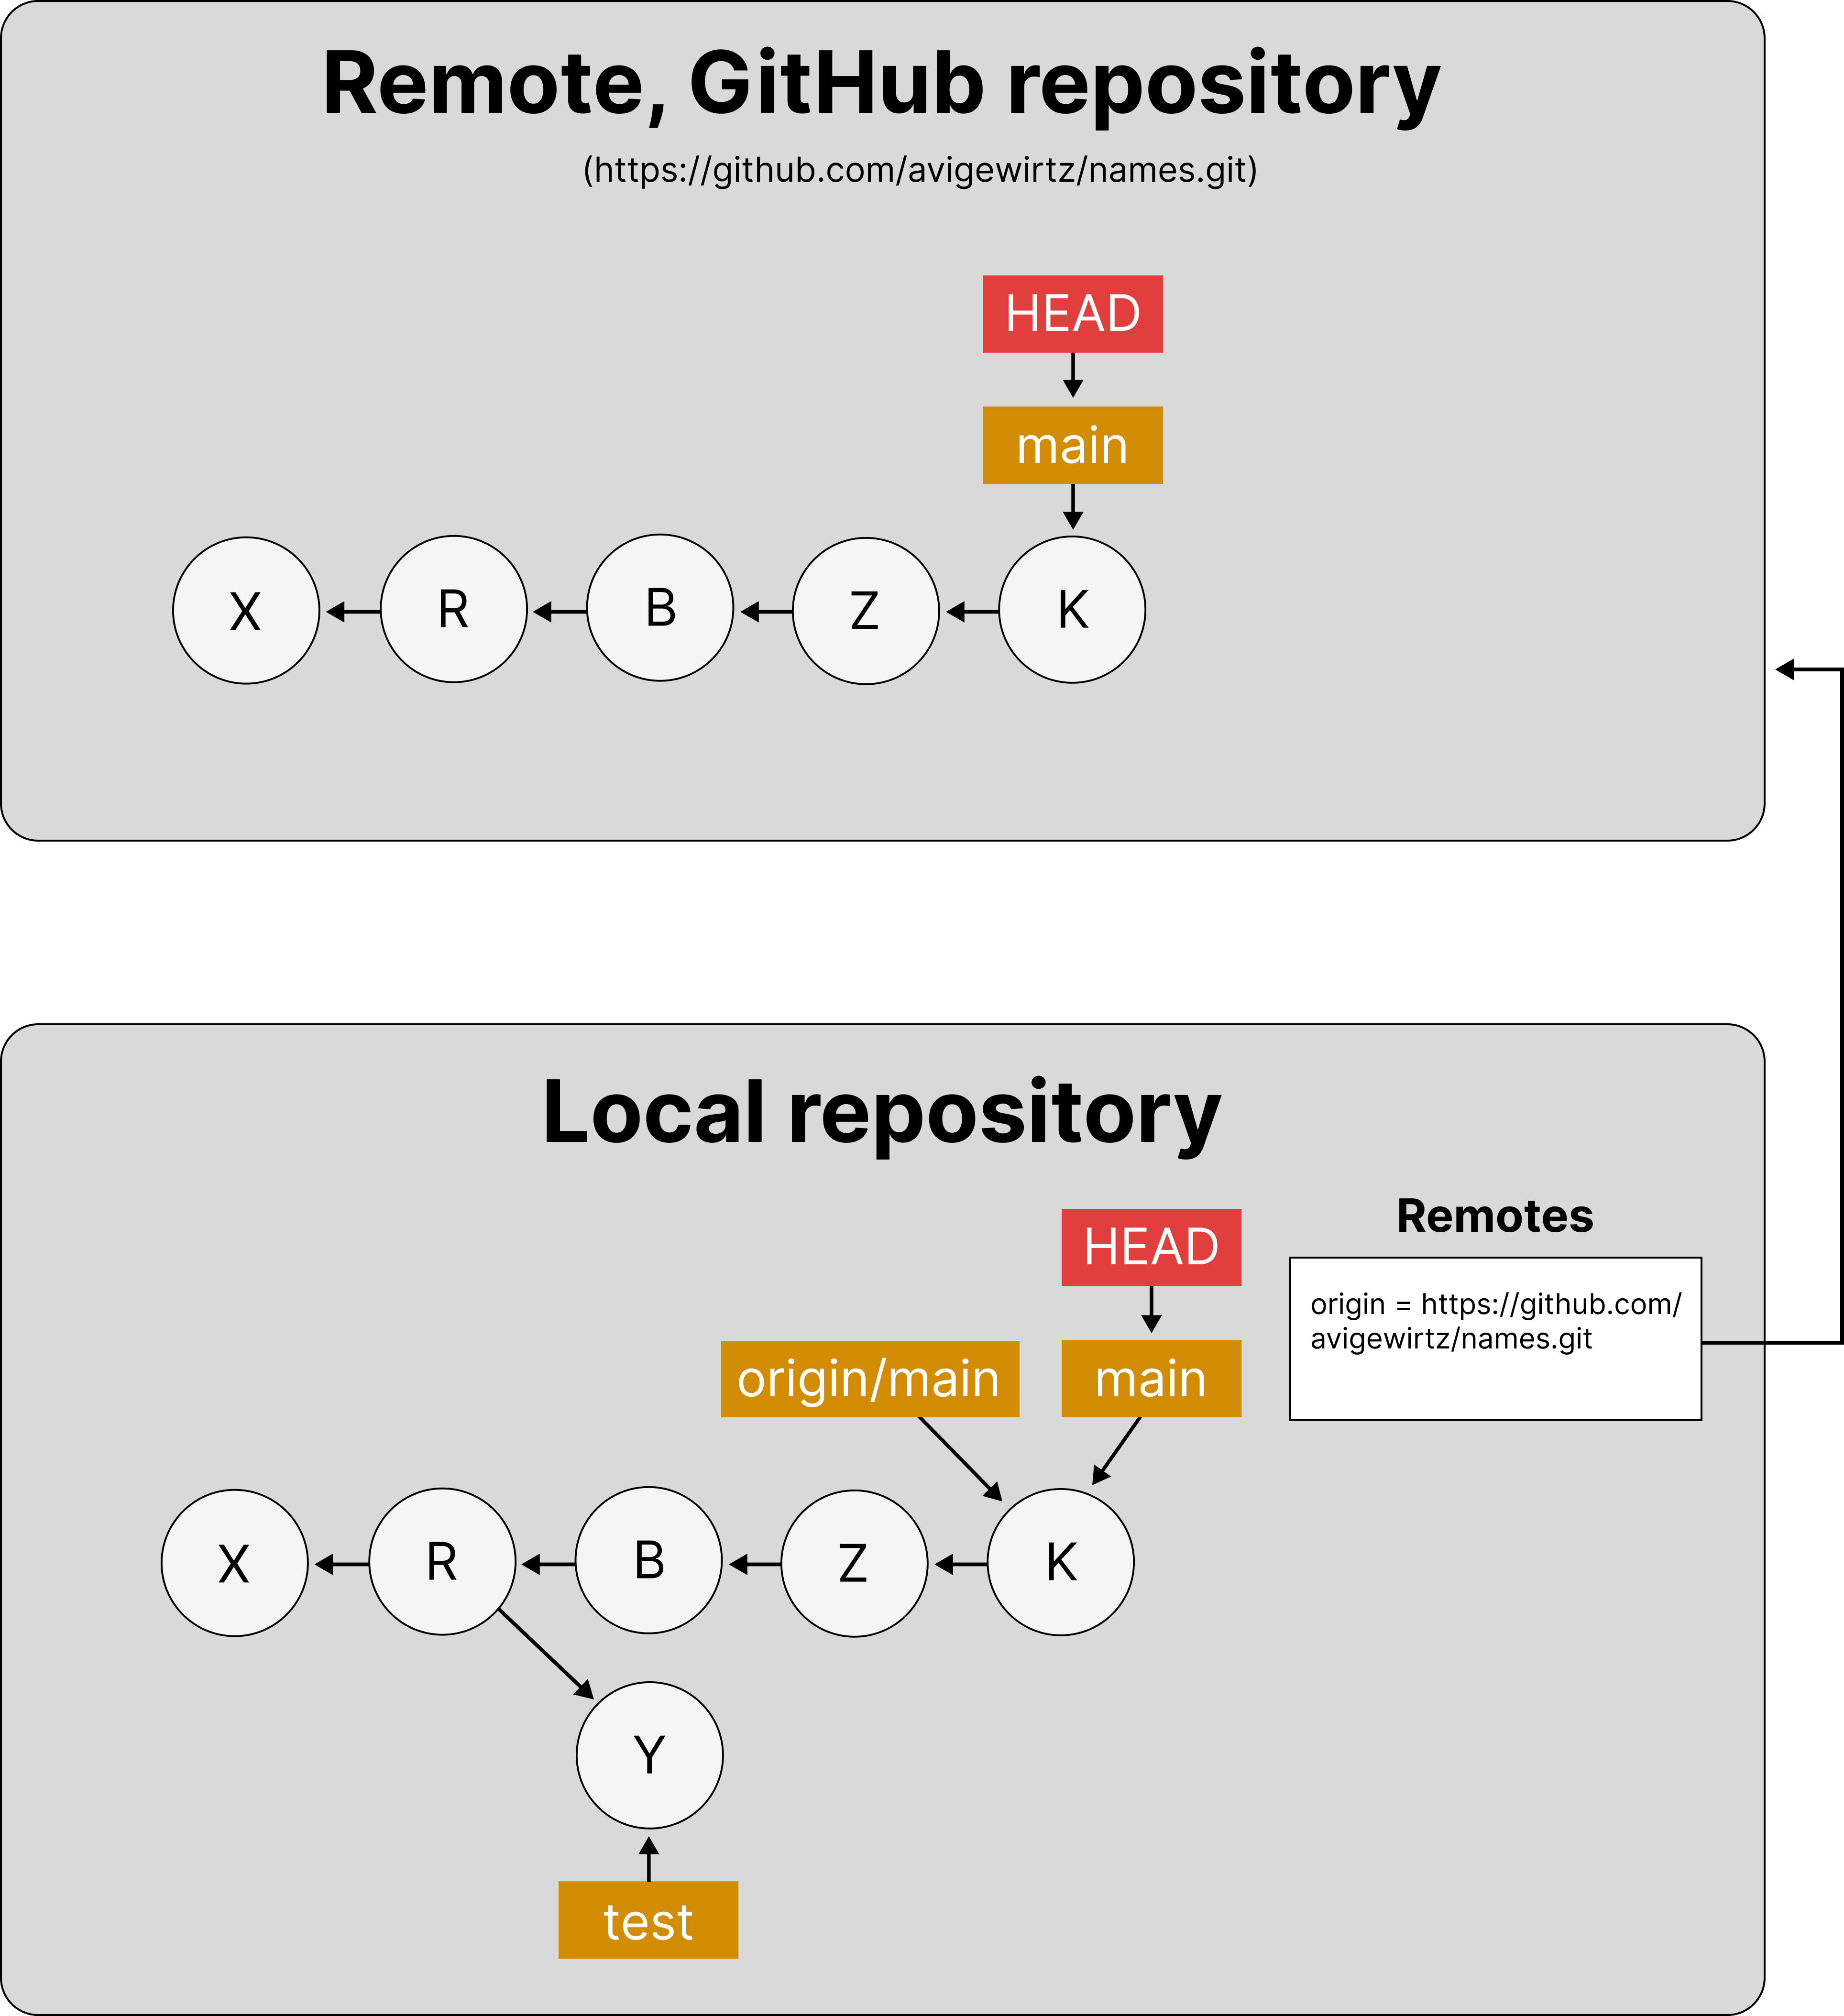 Remote, GitHub repository
(https://github.com/avigewirtz/names.git)
HEAD
main
X
R
B
Z
K
Local repository
Remotes
HEAD
origin = https://github.com/
avigewirtz/names.git
origin/main
main
X
R
B
Z
K
Y
test